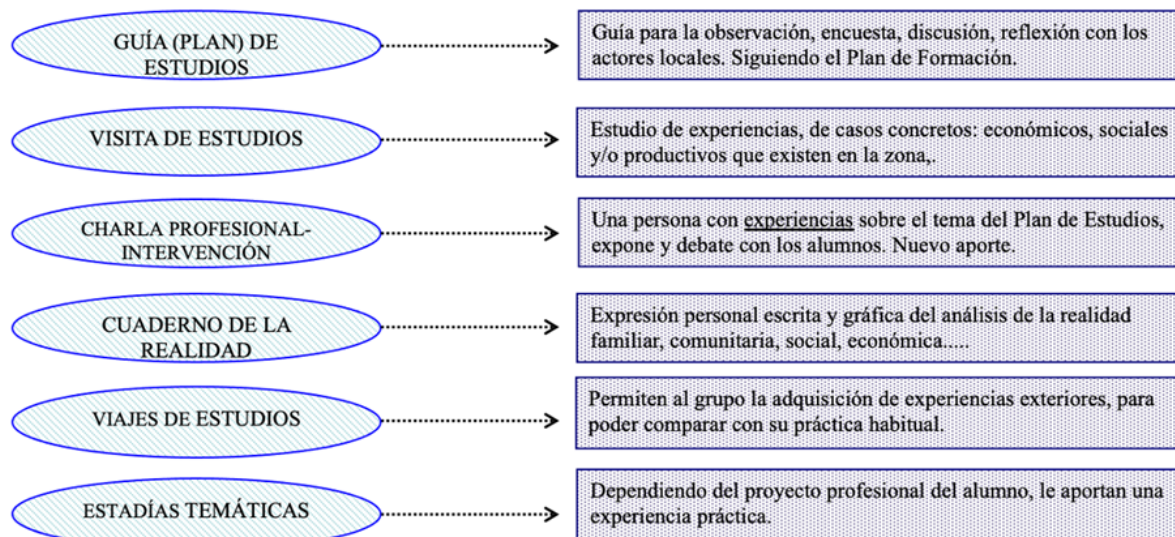 GUÍA (PLAN) DE
ESTUDIOS
Guía para la observación, encuesta, discusión, reflexión con los
actores locales. Siguiendo el Plan de Formación.
VISITA DE ESTUDIOS
Estudio de experiencias, de casos concretos: económicos, sociales
y/o productivos que existen en la zona,.
CHARLA PROFESIONAL-
INTERVENCIÓN
Una persona con experiencias sobre el tema del Plan de Estudios,
expone y debate con los alumnos. Nuevo aporte.
CUADERNO DE LA
REALIDAD
Expresión personal escrita y gráfica del análisis de la realidad
familiar, comunitaria, social, económica.....
VIAJES DE ESTUDIOS
Permiten al grupo la adquisición de experiencias exteriores, para
poder comparar con su práctica habitual.
ESTADÍAS TEMÁTICAS
Dependiendo del proyecto profesional del alumno, le aportan una
experiencia práctica.